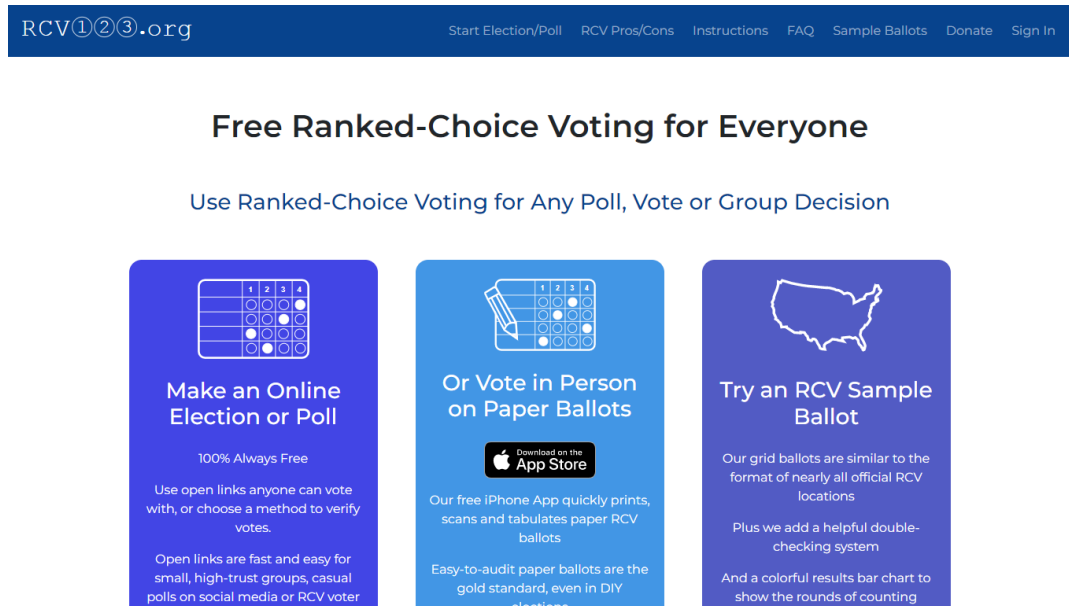 RCV①②③.org
Start Election/Poll RCV Pros/Cons Instructions FAQ Sample Ballots Donate Sign In
Free Ranked-Choice Voting for Everyone
Use Ranked-Choice Voting for Any Poll, Vote or Group Decision
1 2 3 4
Make an Online
Election or Poll
100% Always Free
Use open links anyone can vote
with, or choose a method to verify
votes.
Open links are fast and easy for
small, high-trust groups, casual
polls on social media or RCV voter
1 2 3 4
Or Vote in Person
on Paper Ballots
Download on the
App Store
Our free iPhone App quickly prints,
scans and tabulates paper RCV
ballots
Easy-to-audit paper ballots are the
gold standard, even in DIY
elections
Try an RCV Sample
Ballot
Our grid ballots are similar to the
format of nearly all official RCV
locations
Plus we add a helpful double-
checking system
And a colorful results bar chart to
show the rounds of counting